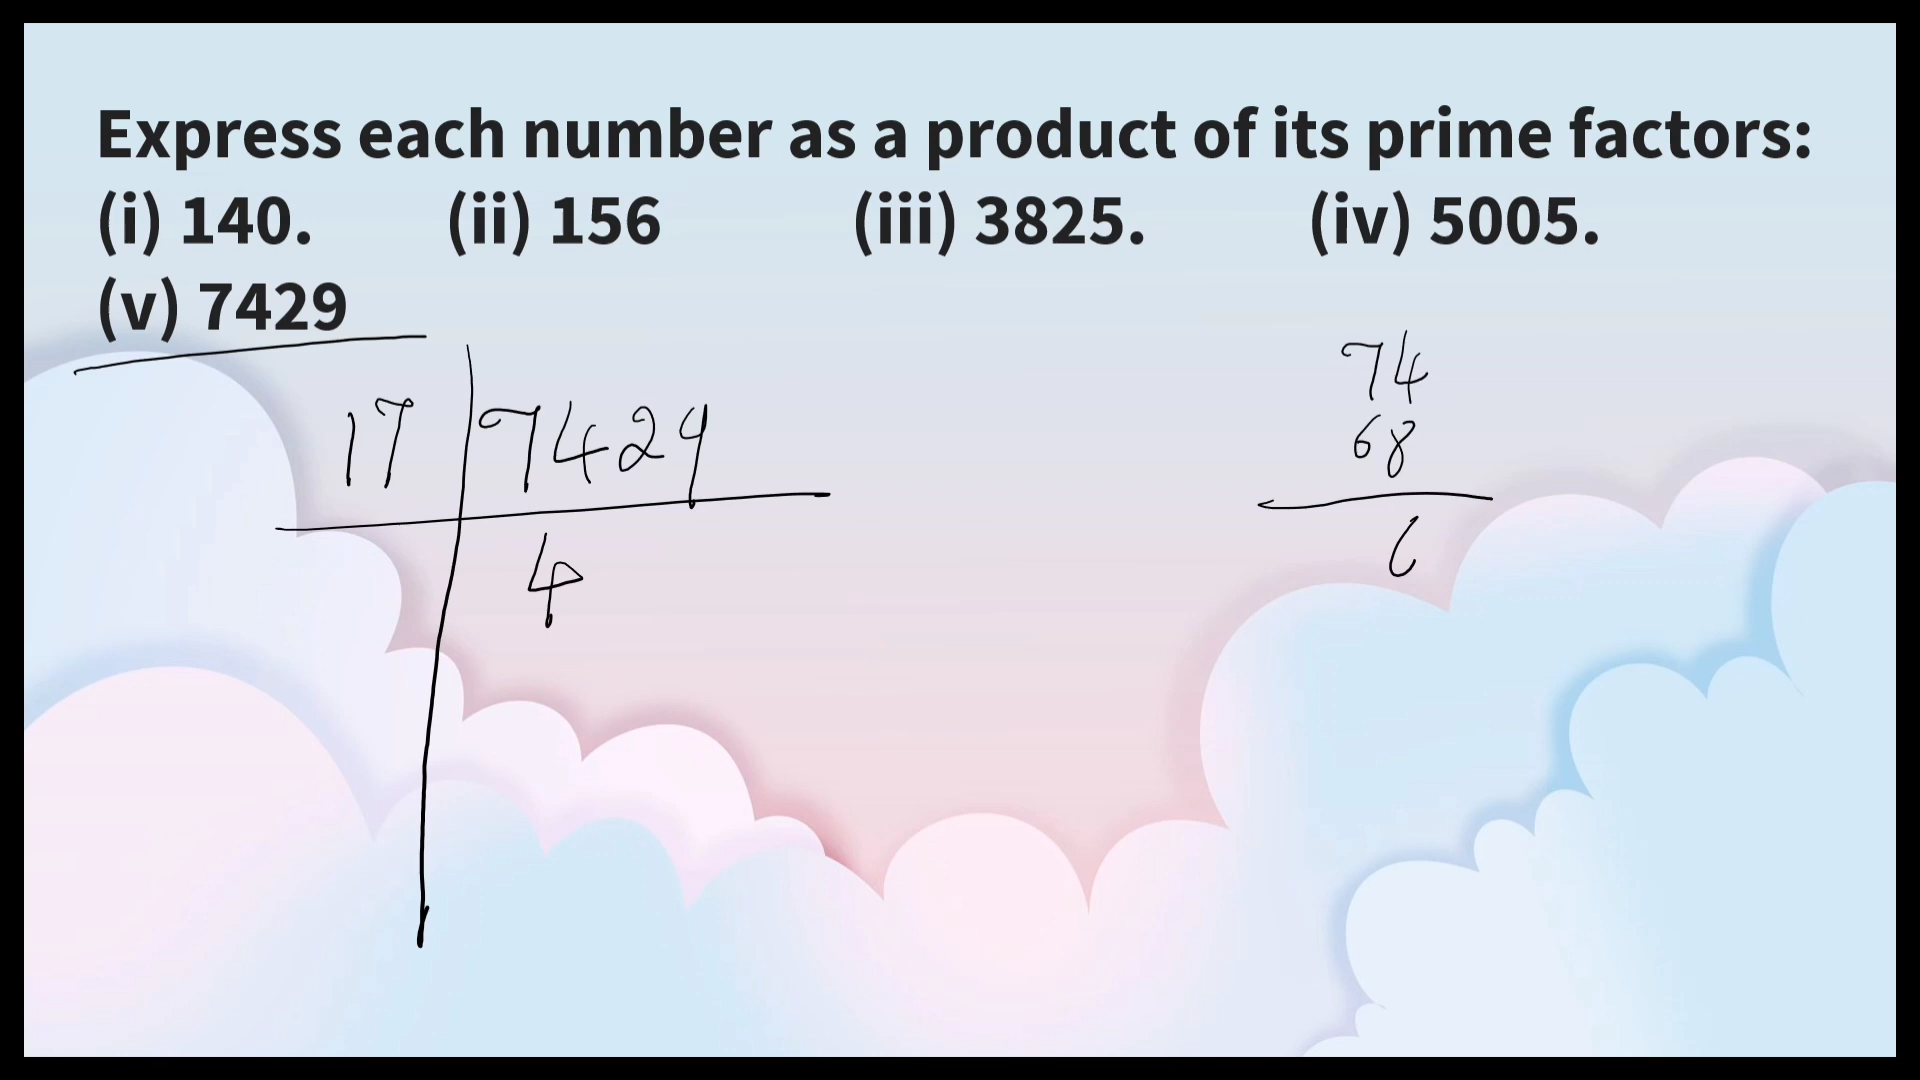 Express each number as a product of its prime factors:
(i) 140. (ii) 156 (iii) 3825. (iv) 5005.
(v) 7429
17 7429
4
74
68
6